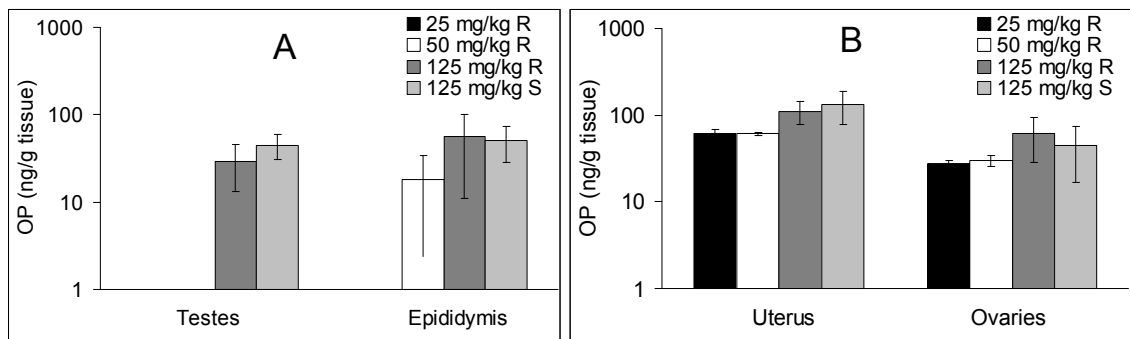 A
1000
100
10
1
OP (ng/g tissue)
25 mg/kg R
50 mg/kg R
125 mg/kg R
125 mg/kg S
Testes Epididymis
B
1000
100
10
1
OP (ng/g tissue)
25 mg/kg R
50 mg/kg R
125 mg/kg R
125 mg/kg S
Uterus Ovaries